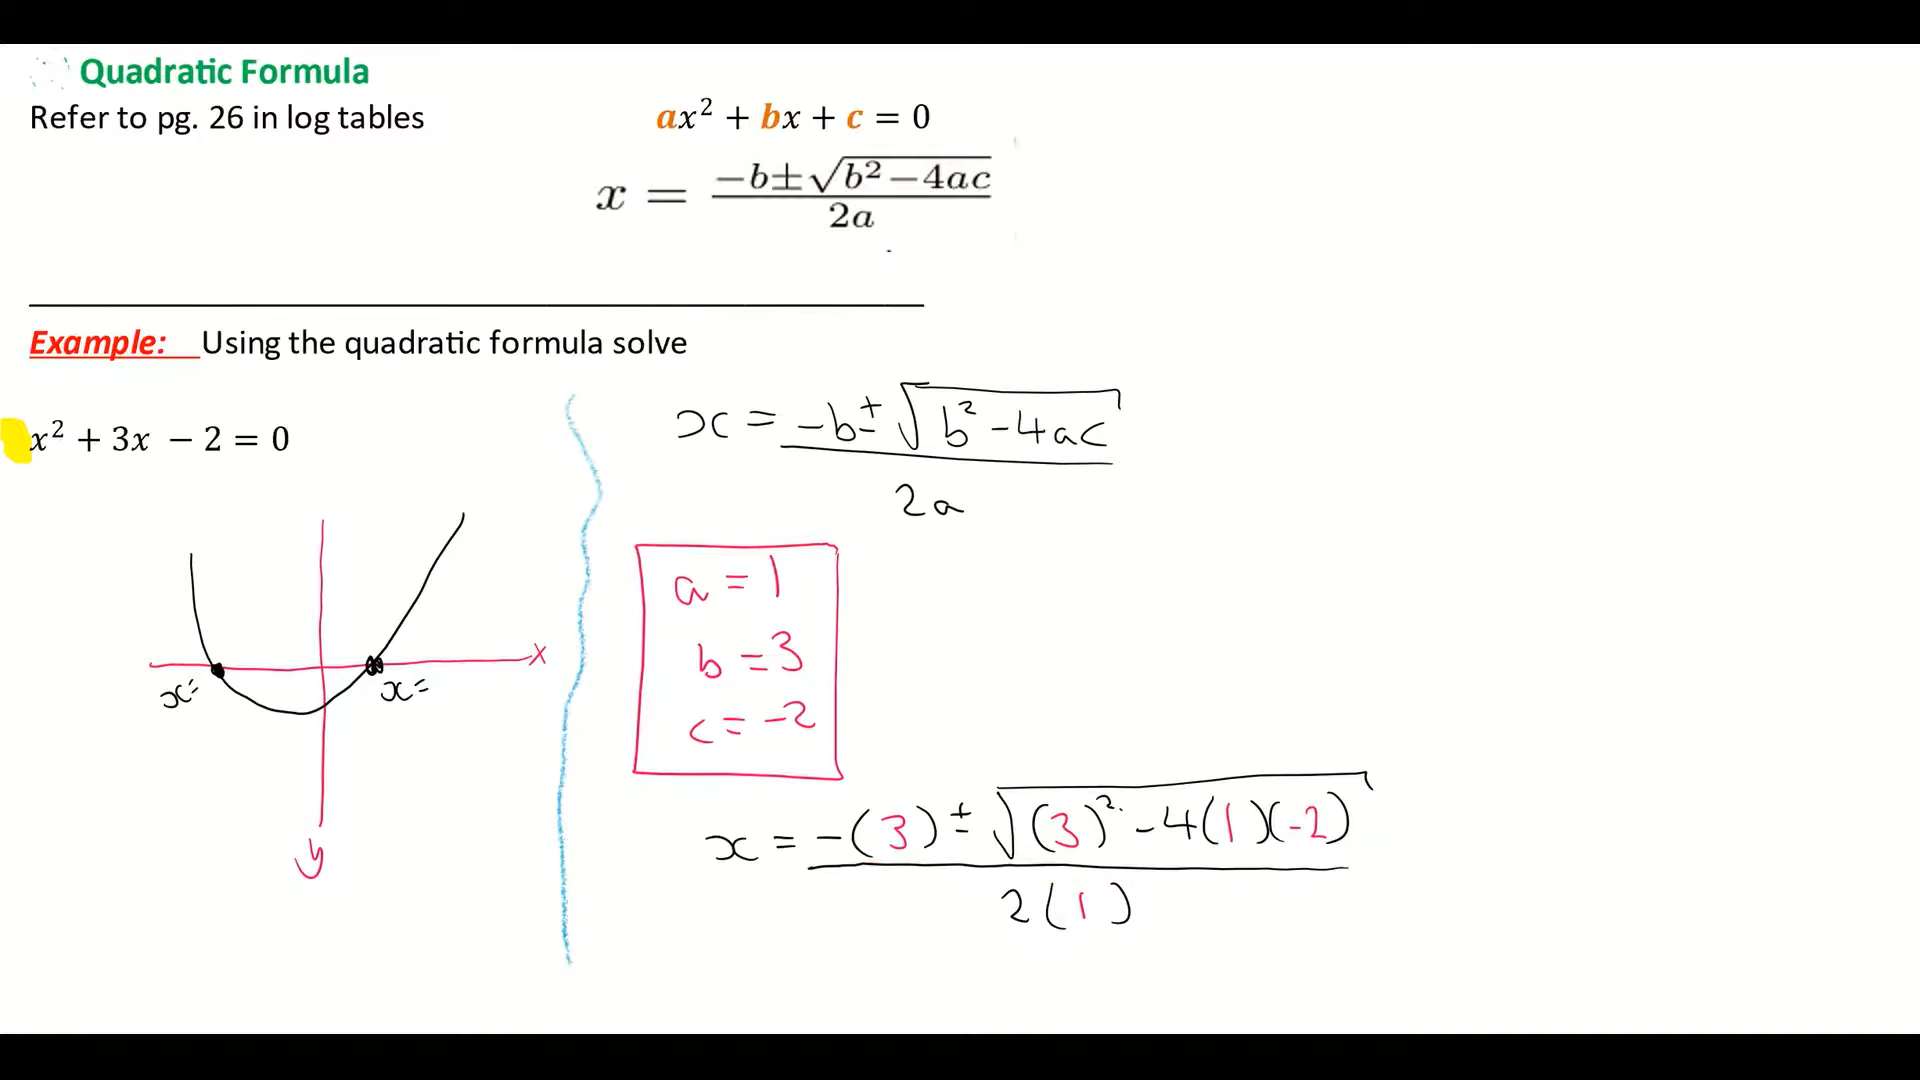 Quadratic Formula
Refer to pg. 26 in log tables
ax² + bx + c = 0
x = (-b ± √(b² - 4ac)) / 2a
Example: Using the quadratic formula solve
x² + 3x - 2 = 0
x = (-b ± √(b² - 4ac)) / 2a
a = 1
b = 3
c = -2
x
x=
x=
y
x = (-(3) ± √((3)² - 4(1)(-2))) / 2(1)